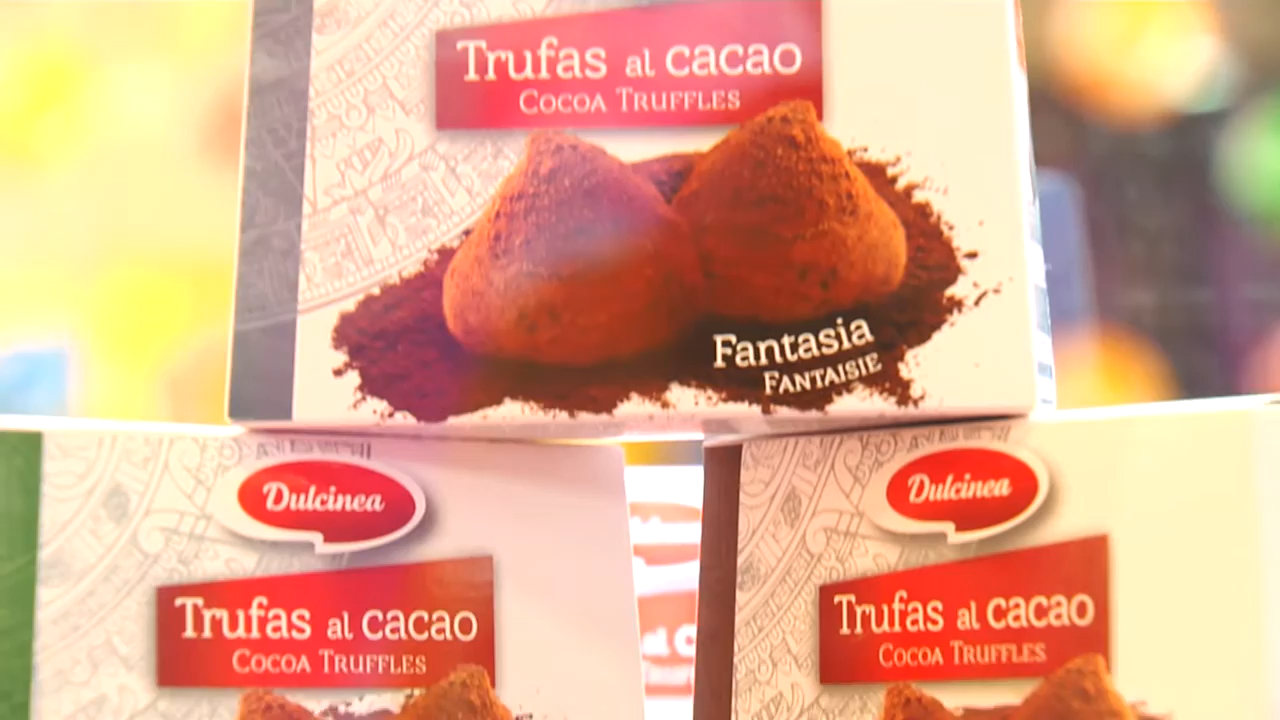 Trufas al cacao
COCOA TRUFFLES
Fantasia
FANTAISIE
Dulcinea
Trufas al cacao
COCOA TRUFFLES
Dulcinea
Trufas al cacao
COCOA TRUFFLES